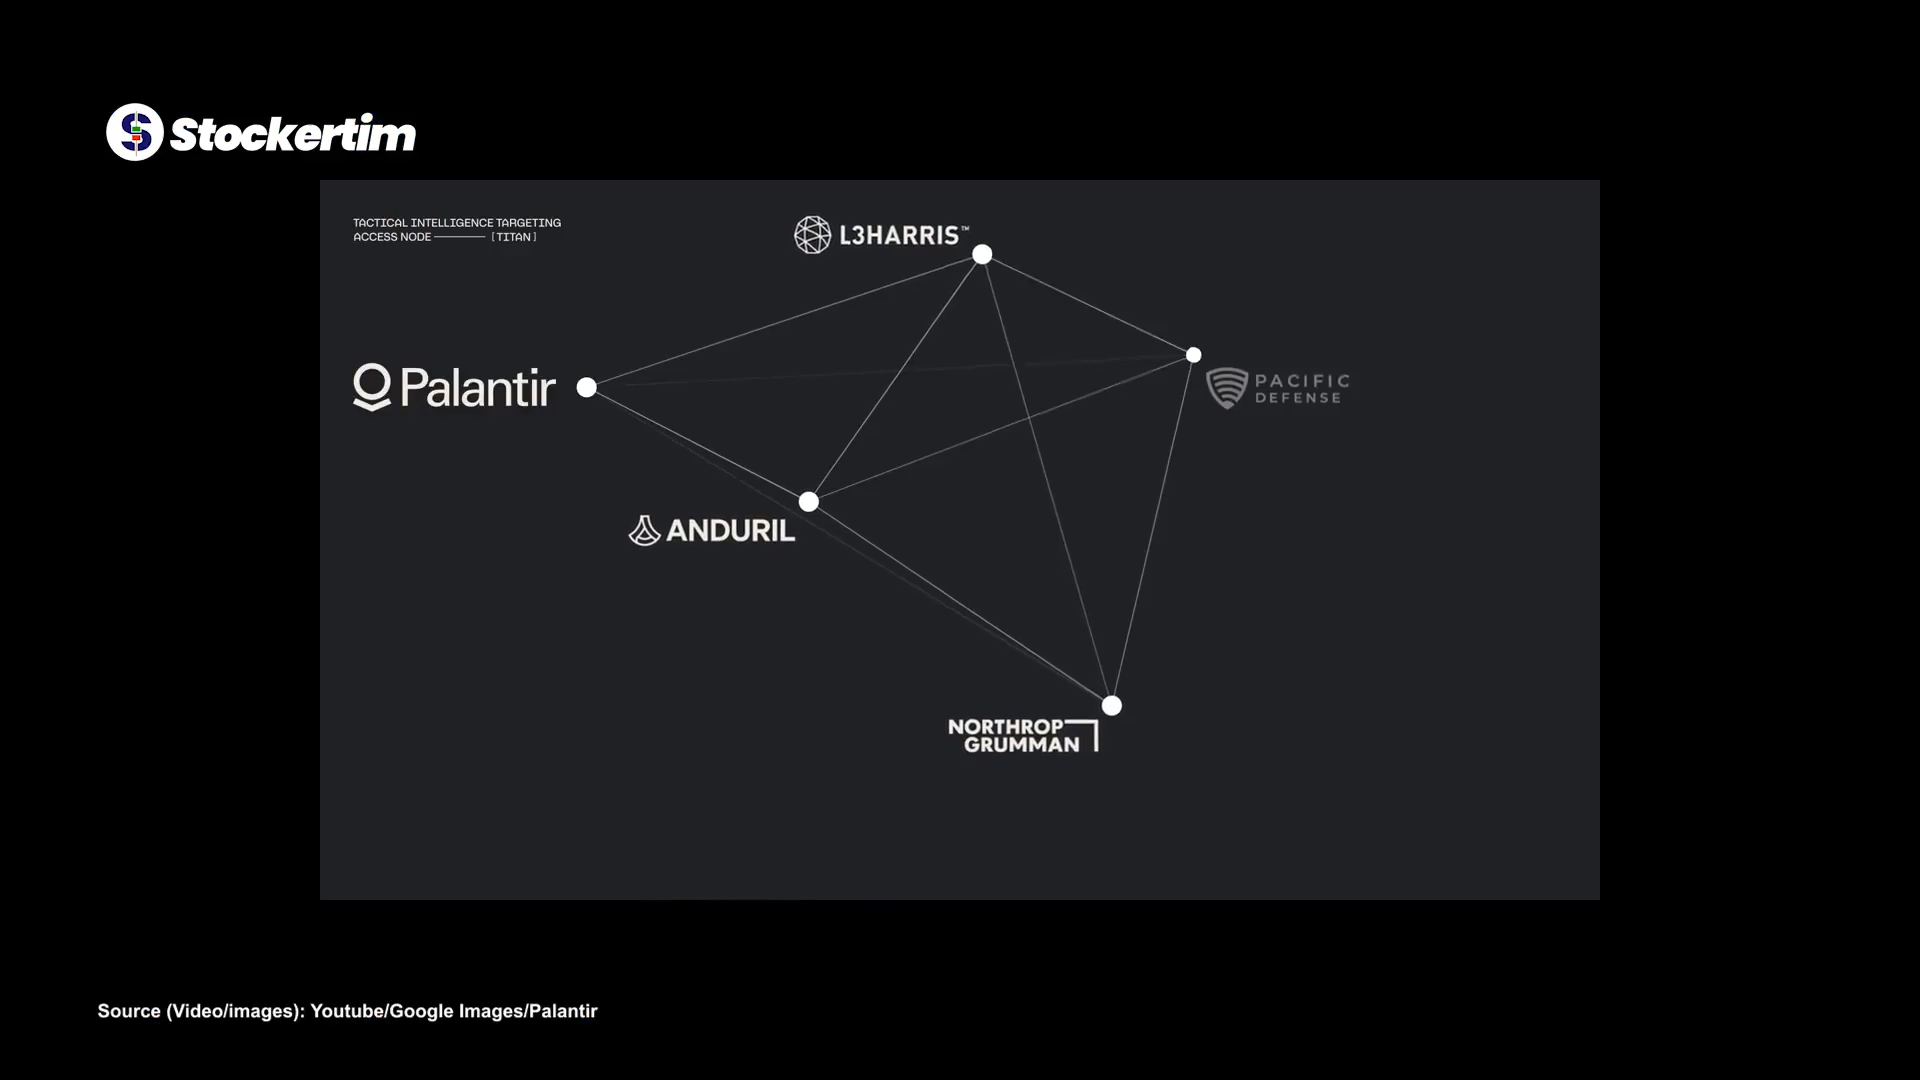 Stockertim
TACTICAL INTELLIGENCE TARGETING
ACCESS NODE ——— [TITAN]
L3HARRIS™
Palantir
PACIFIC
DEFENSE
ANDURIL
NORTHROP
GRUMMAN
Source (Video/images): Youtube/Google Images/Palantir